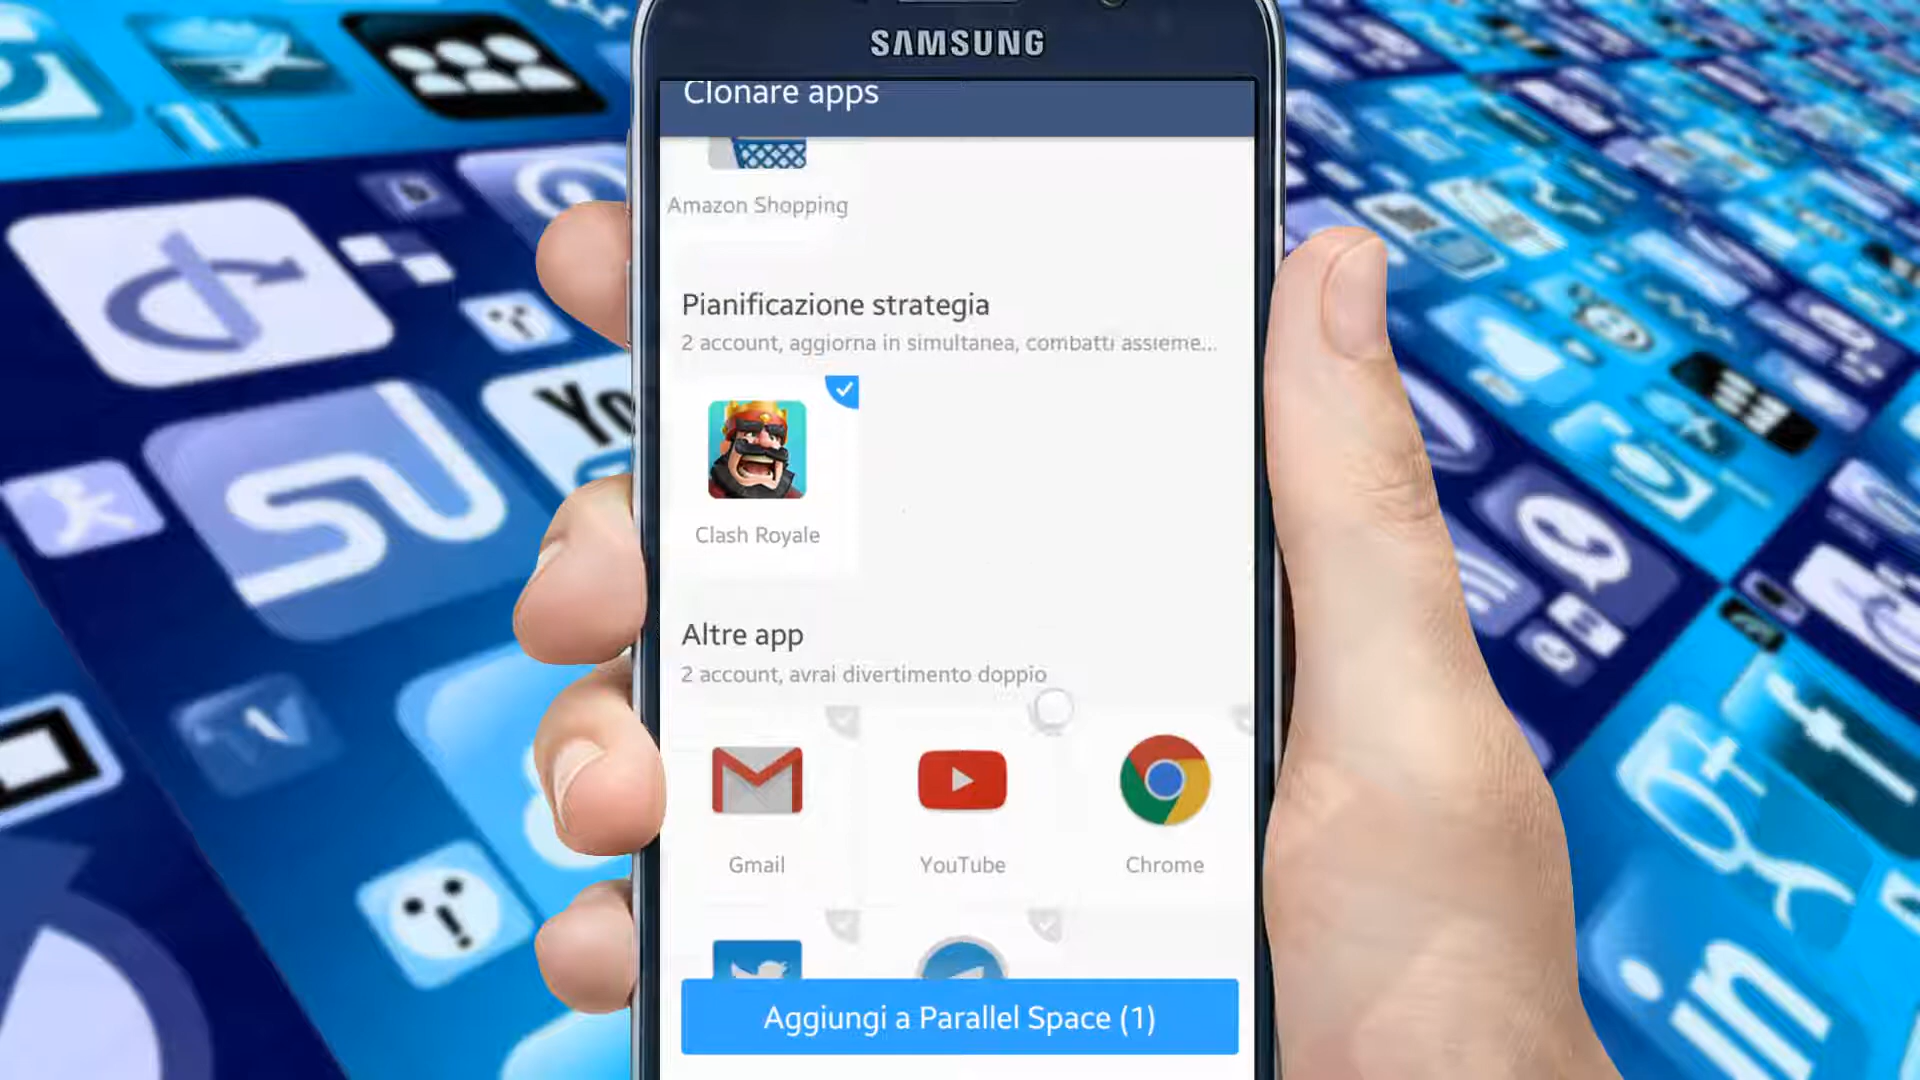 SAMSUNG
Clonare apps
Amazon Shopping
Pianificazione strategia
2 account, aggiorna in simultanea, combatti assieme...
Clash Royale
Altre app
2 account, avrai divertimento doppio
Gmail
YouTube
Chrome
Aggiungi a Parallel Space (1)
in